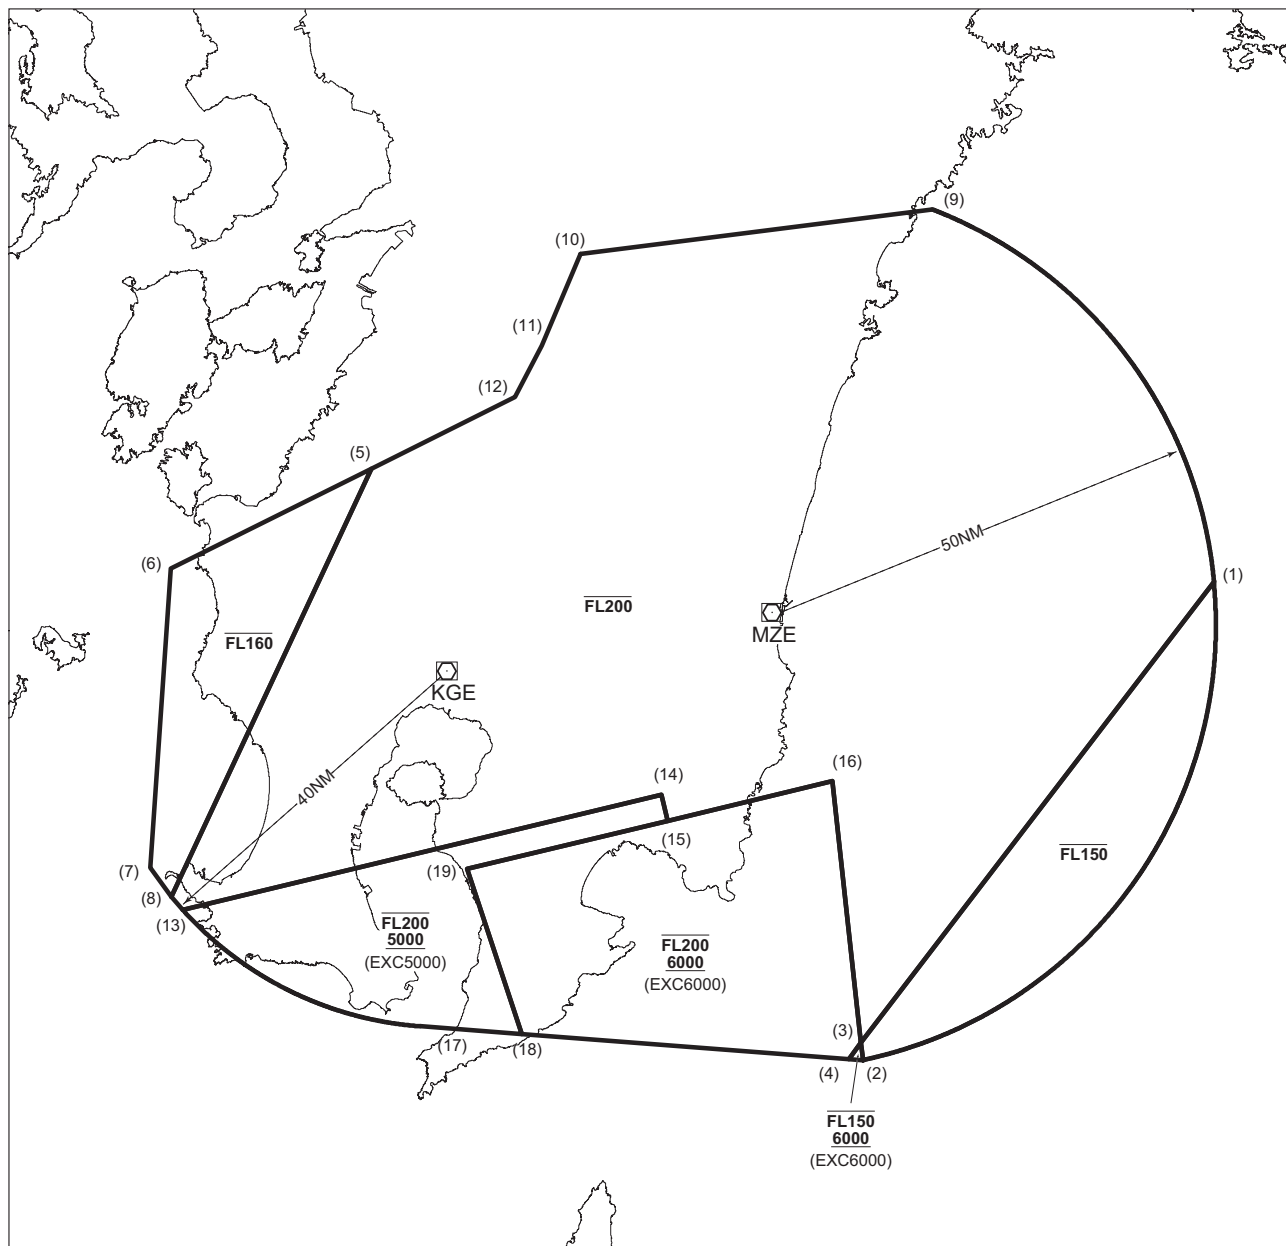 (9)
(10)
(11)
(12)
(5)
50NM
(6)
(1)
FL200
MZE
FL160
KGE
40NM
(14)
(16)
(15)
(7)
(19)
FL150
(8)
(13)
FL200
5000
(EXC5000)
FL200
6000
(EXC6000)
(3)
(17)
(18)
(4)
(2)
FL150
6000
(EXC6000)